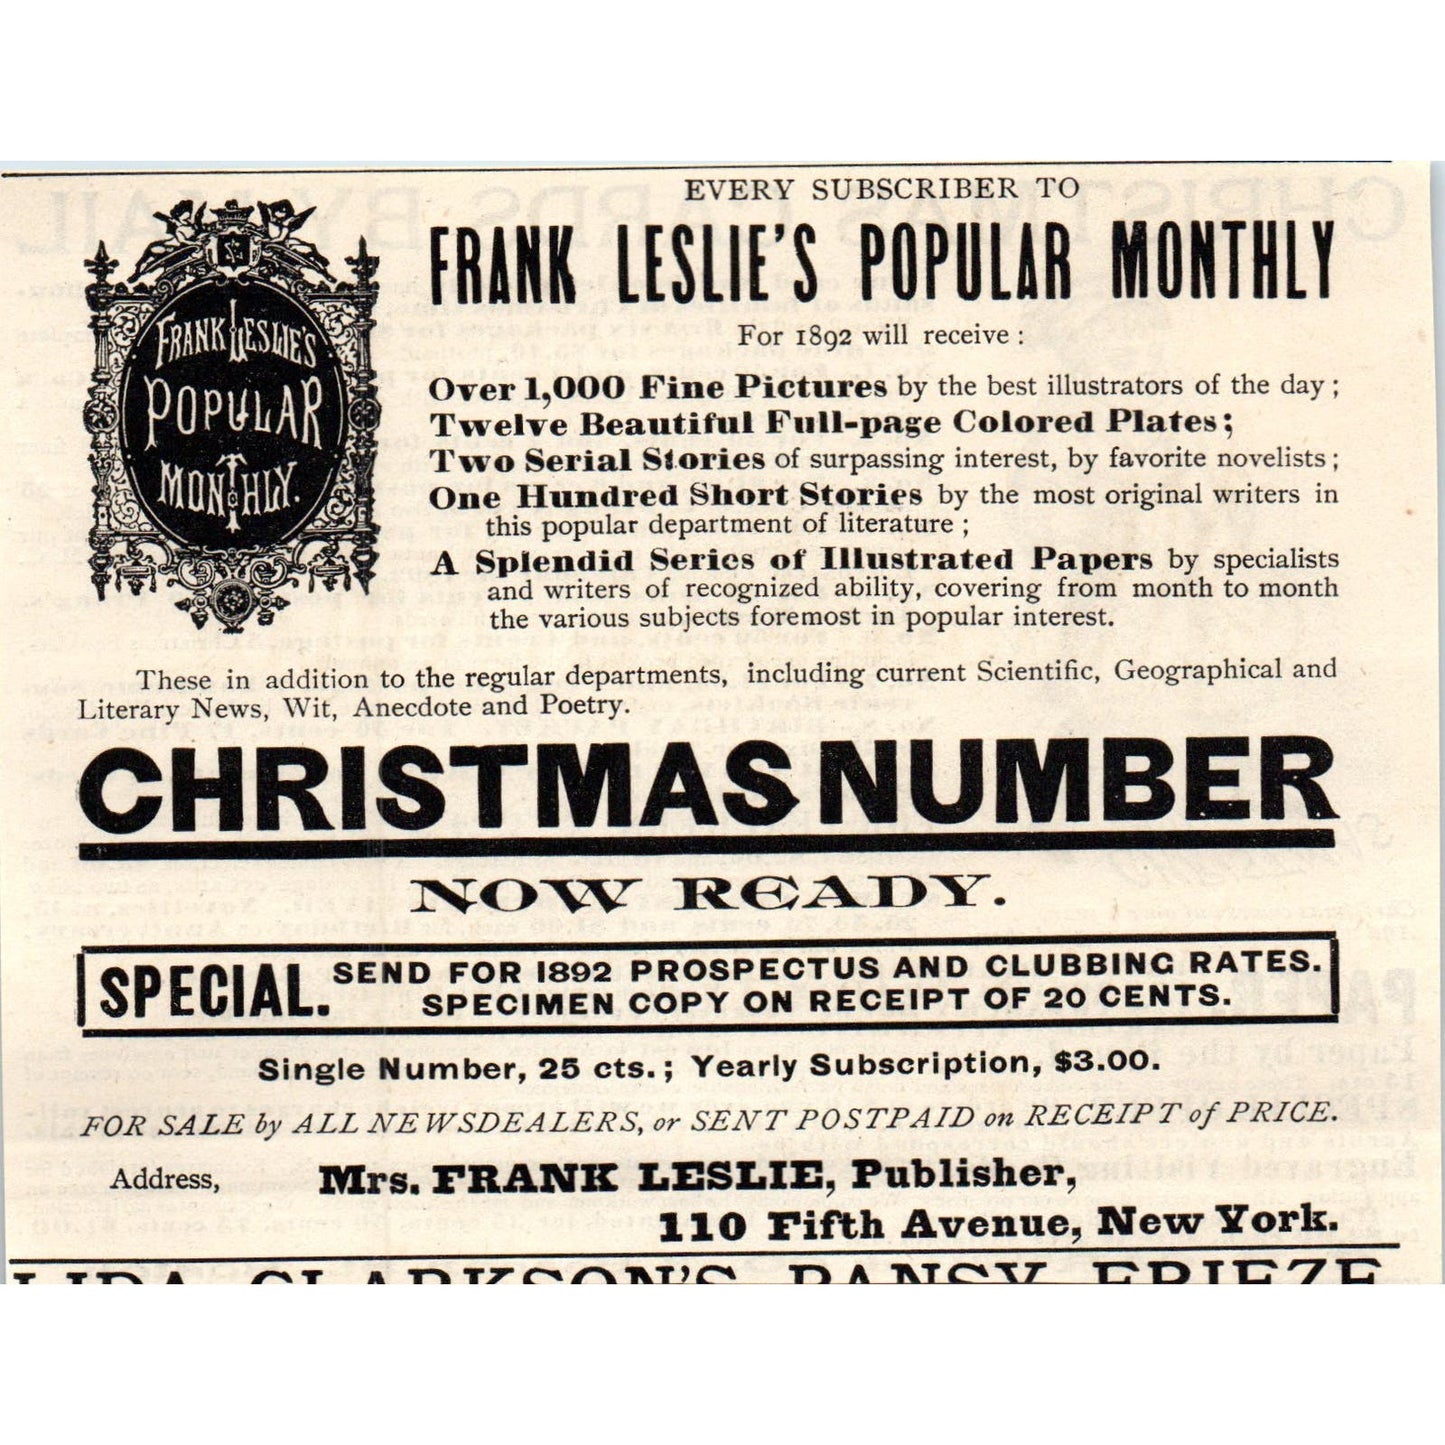 EVERY SUBSCRIBER TO
FRANK LESLIE'S POPULAR MONTHLY
FRANK LESLIE'S
POPULAR
MONTHLY.
For 1892 will receive:
Over 1,000 Fine Pictures by the best illustrators of the day;
Twelve Beautiful Full-page Colored Plates;
Two Serial Stories of surpassing interest, by favorite novelists;
One Hundred Short Stories by the most original writers in
this popular department of literature;
A Splendid Series of Illustrated Papers by specialists
and writers of recognized ability, covering from month to month
the various subjects foremost in popular interest.
These in addition to the regular departments, including current Scientific, Geographical and
Literary News, Wit, Anecdote and Poetry.
CHRISTMAS NUMBER
NOW READY.
SPECIAL. SEND FOR 1892 PROSPECTUS AND CLUBBING RATES.
SPECIMEN COPY ON RECEIPT OF 20 CENTS.
Single Number, 25 cts.; Yearly Subscription, $3.00.
FOR SALE by ALL NEWSDEALERS, or SENT POSTPAID on RECEIPT of PRICE.
Address, Mrs. FRANK LESLIE, Publisher,
110 Fifth Avenue, New York.
LIDA CLARKSON'S PANSY FRIEZE